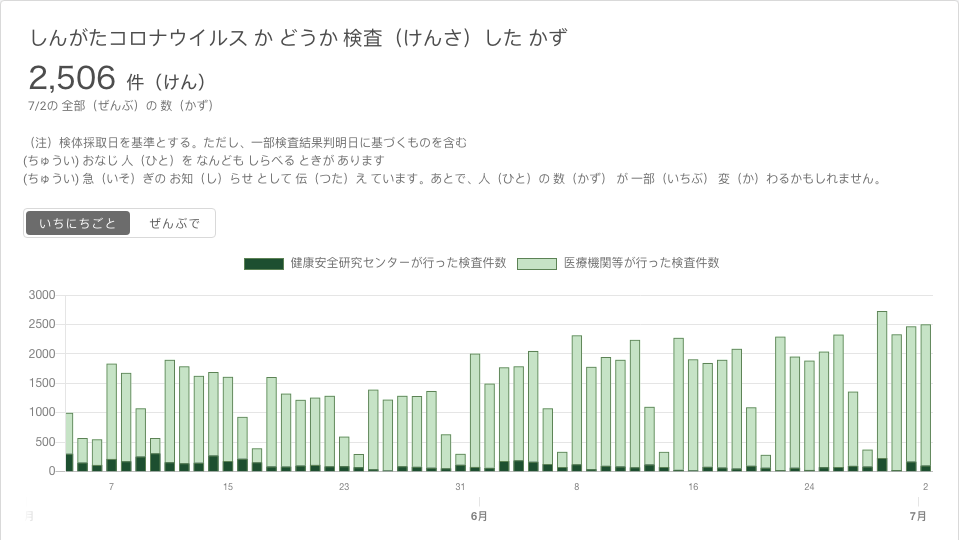 しんがたコロナウイルス か どうか 検査（けんさ）した かず
2,506 件（けん）
7/2の 全部（ぜんぶ）の 数（かず）
（注）検体採取日を基準とする。ただし、一部検査結果判明日に基づくものを含む
(ちゅうい) おなじ 人（ひと）を なんども しらべる ときが あります
(ちゅうい) 急（いそ）ぎの お知（し）らせ として 伝（つた）え ています。あとで、人（ひと）の 数（かず） が 一部（いちぶ） 変（か）わるかもしれません。
いちにちごと ぜんぶで
健康安全研究センターが行った検査件数 医療機関等が行った検査件数
3000
2500
2000
1500
1000
500
0
7 15 23 31 8 16 24 2
月 6月 7月